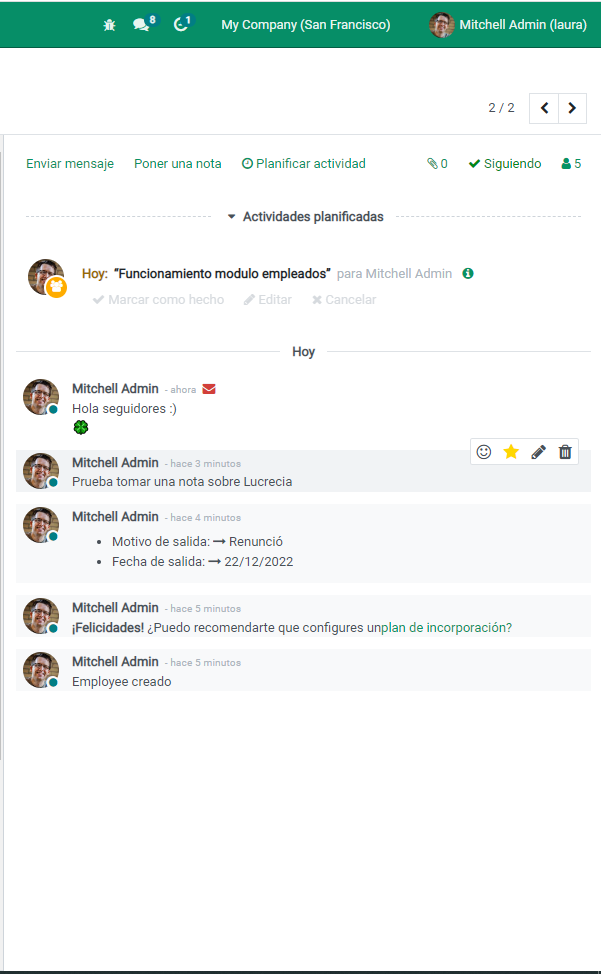 8 1 My Company (San Francisco) Mitchell Admin (laura)
2 / 2
Enviar mensaje Poner una nota Planificar actividad 0 Siguiendo 5
Actividades planificadas
Hoy: “Funcionamiento modulo empleados” para Mitchell Admin
Marcar como hecho Editar Cancelar
Hoy
Mitchell Admin - ahora
Hola seguidores :)
Mitchell Admin - hace 3 minutos
Prueba tomar una nota sobre Lucrecia
Mitchell Admin - hace 4 minutos
• Motivo de salida: → Renunció
• Fecha de salida: → 22/12/2022
Mitchell Admin - hace 5 minutos
¡Felicidades! ¿Puedo recomendarte que configures unplan de incorporación?
Mitchell Admin - hace 5 minutos
Employee creado